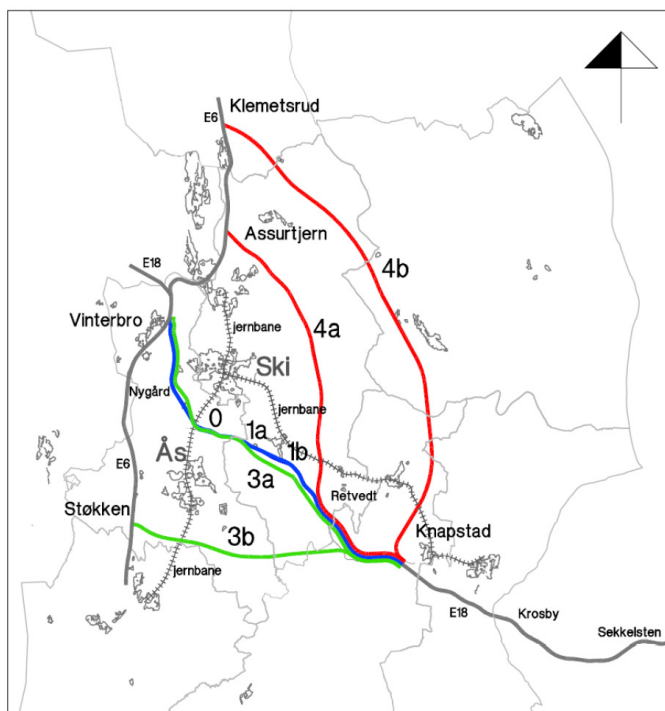 Klemetsrud
E6
Assurtjern
E18
4b
Vinterbro
jernbane
4a
Ski
Nygård
jernbane
0
1a
1b
Ås
3a
E6
Retvedt
Støkken
Knapstad
3b
jernbane
E18
Krosby
Sekkelsten